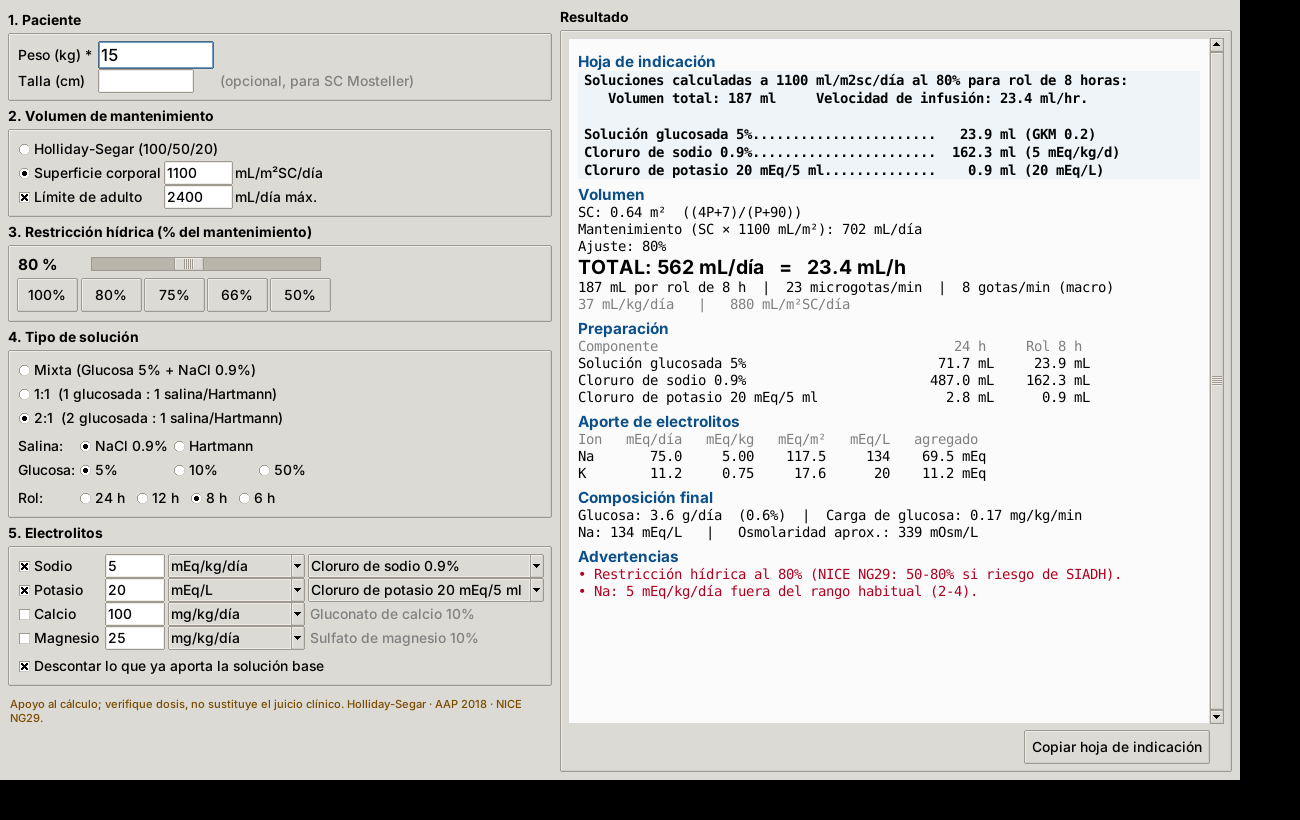 1. Paciente
Peso (kg) * 15
Talla (cm) (opcional, para SC Mosteller)
2. Volumen de mantenimiento
Holliday-Segar (100/50/20)
Superficie corporal 1100 mL/m²SC/día
Límite de adulto 2400 mL/día máx.
3. Restricción hídrica (% del mantenimiento)
80 %
100% 80% 75% 66% 50%
4. Tipo de solución
Mixta (Glucosa 5% + NaCl 0.9%)
1:1 (1 glucosada : 1 salina/Hartmann)
2:1 (2 glucosada : 1 salina/Hartmann)
Salina: NaCl 0.9% Hartmann
Glucosa: 5% 10% 50%
Rol: 24 h 12 h 8 h 6 h
5. Electrolitos
Sodio 5 mEq/kg/día Cloruro de sodio 0.9%
Potasio 20 mEq/L Cloruro de potasio 20 mEq/5 ml
Calcio 100 mg/kg/día Gluconato de calcio 10%
Magnesio 25 mg/kg/día Sulfato de magnesio 10%
Descontar lo que ya aporta la solución base
Apoyo al cálculo; verifique dosis, no sustituye el juicio clínico. Holliday-Segar · AAP 2018 · NICE
NG29.
Resultado
Hoja de indicación
Soluciones calculadas a 1100 ml/m2sc/día al 80% para rol de 8 horas:
Volumen total: 187 ml Velocidad de infusión: 23.4 ml/hr.
Solución glucosada 5%....................... 23.9 ml (GKM 0.2)
Cloruro de sodio 0.9%....................... 162.3 ml (5 mEq/kg/d)
Cloruro de potasio 20 mEq/5 ml.............. 0.9 ml (20 mEq/L)
Volumen
SC: 0.64 m² ((4P+7)/(P+90))
Mantenimiento (SC × 1100 mL/m²): 702 mL/día
Ajuste: 80%
TOTAL: 562 mL/día = 23.4 mL/h
187 mL por rol de 8 h | 23 microgotas/min | 8 gotas/min (macro)
37 mL/kg/día | 880 mL/m²SC/día
Preparación
Componente 24 h Rol 8 h
Solución glucosada 5% 71.7 mL 23.9 mL
Cloruro de sodio 0.9% 487.0 mL 162.3 mL
Cloruro de potasio 20 mEq/5 ml 2.8 mL 0.9 mL
Aporte de electrolitos
Ion mEq/día mEq/kg mEq/m² mEq/L agregado
Na 75.0 5.00 117.5 134 69.5 mEq
K 11.2 0.75 17.6 20 11.2 mEq
Composición final
Glucosa: 3.6 g/día (0.6%) | Carga de glucosa: 0.17 mg/kg/min
Na: 134 mEq/L | Osmolaridad aprox.: 339 mOsm/L
Advertencias
• Restricción hídrica al 80% (NICE NG29: 50-80% si riesgo de SIADH).
• Na: 5 mEq/kg/día fuera del rango habitual (2-4).
Copiar hoja de indicación